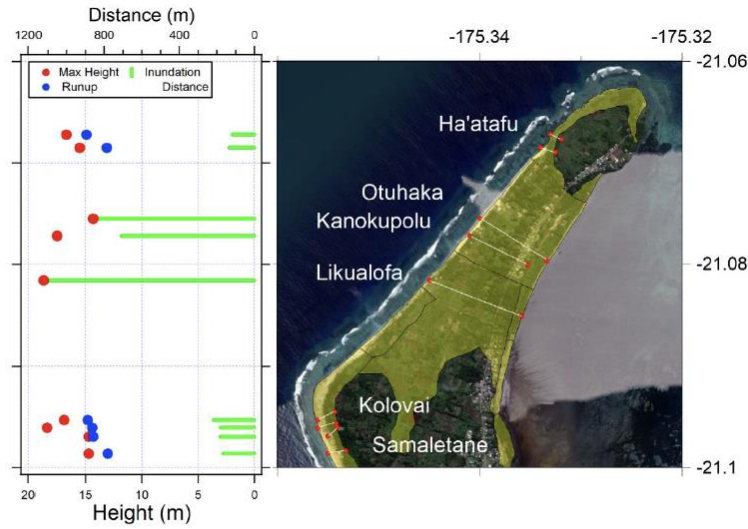 Distance (m)
1100 800 400 0
Max Height Inundation
Runup Distance
20 15 10 5 0
Height (m)
-175.34 -175.32
-21.06
Ha'atafu
Otuhaka
Kanokupolu
-21.08
Likualofa
Kolovai
Samaletane
-21.1